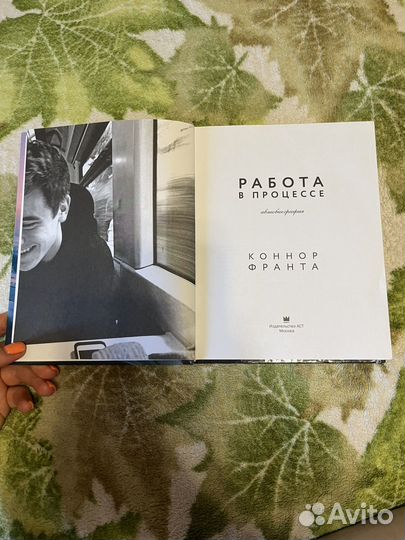 РАБОТА
В ПРОЦЕССЕ
автобиография
КОННОР
ФРАНТА
Издательство АСТ
Москва
Avito